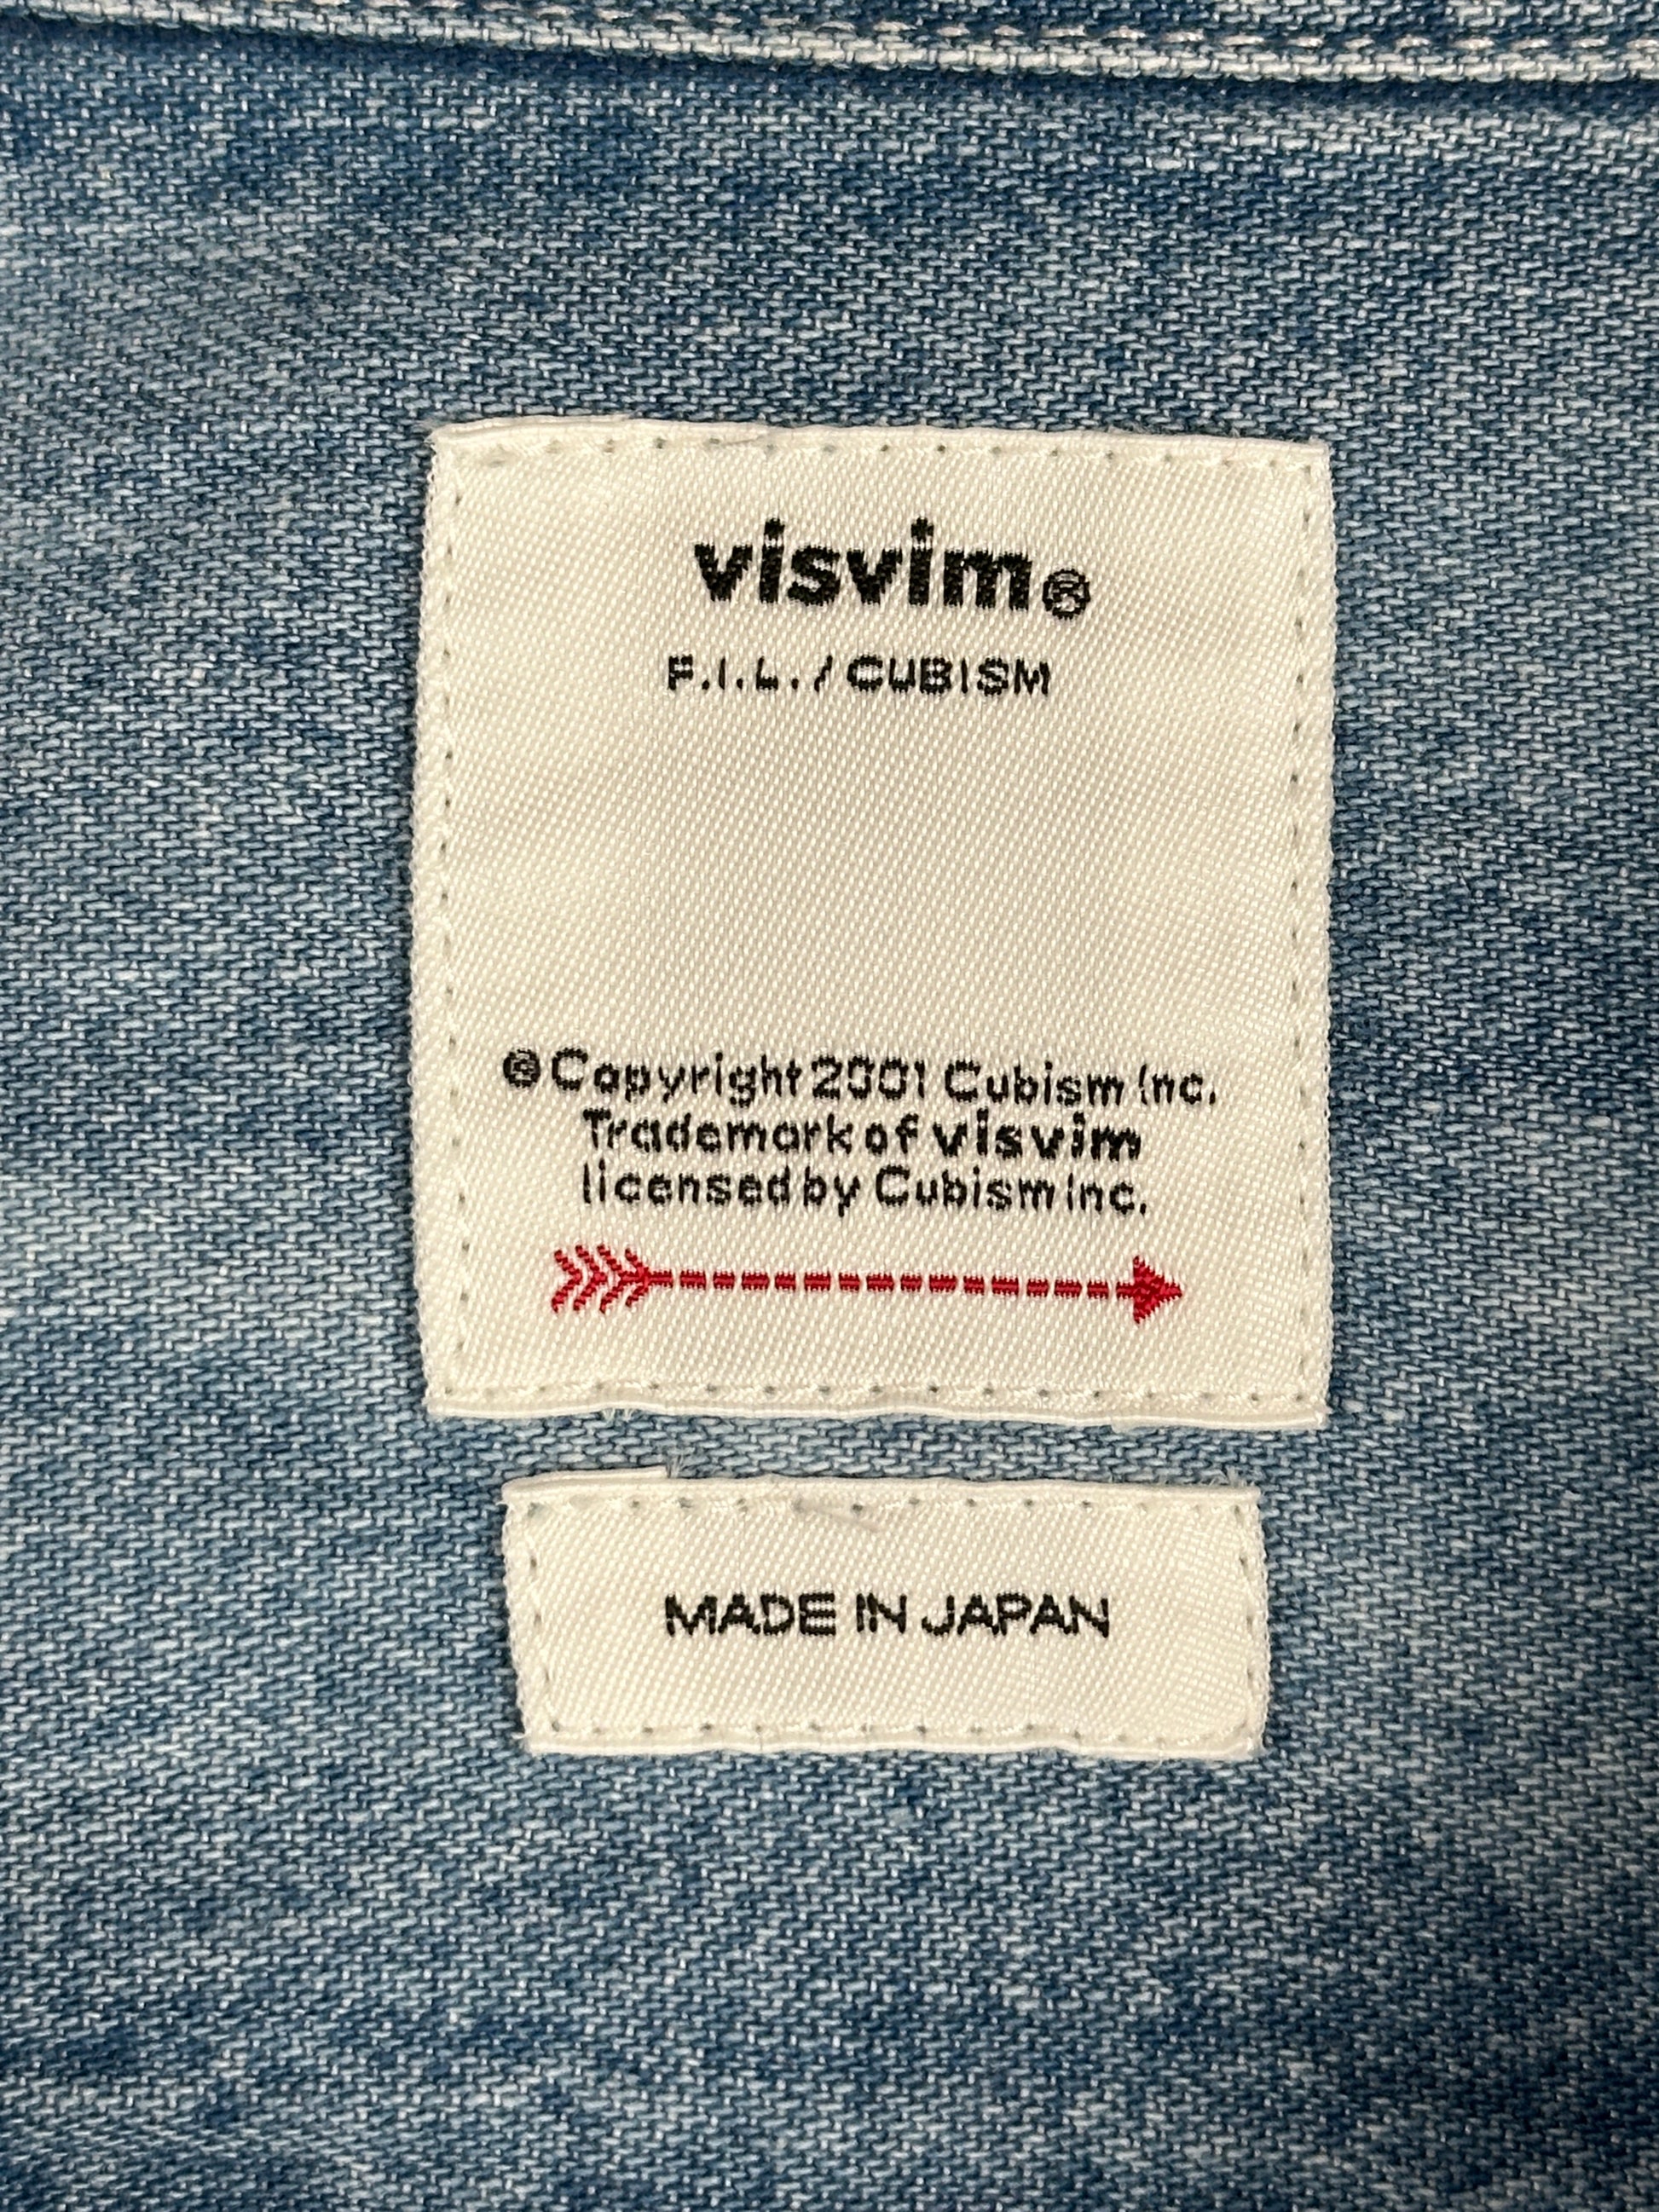 visvim®
F.I.L. / CUBISM
©Copyright 2001 Cubism Inc.
Trademark of visvim
licensed by Cubism Inc.
MADE IN JAPAN